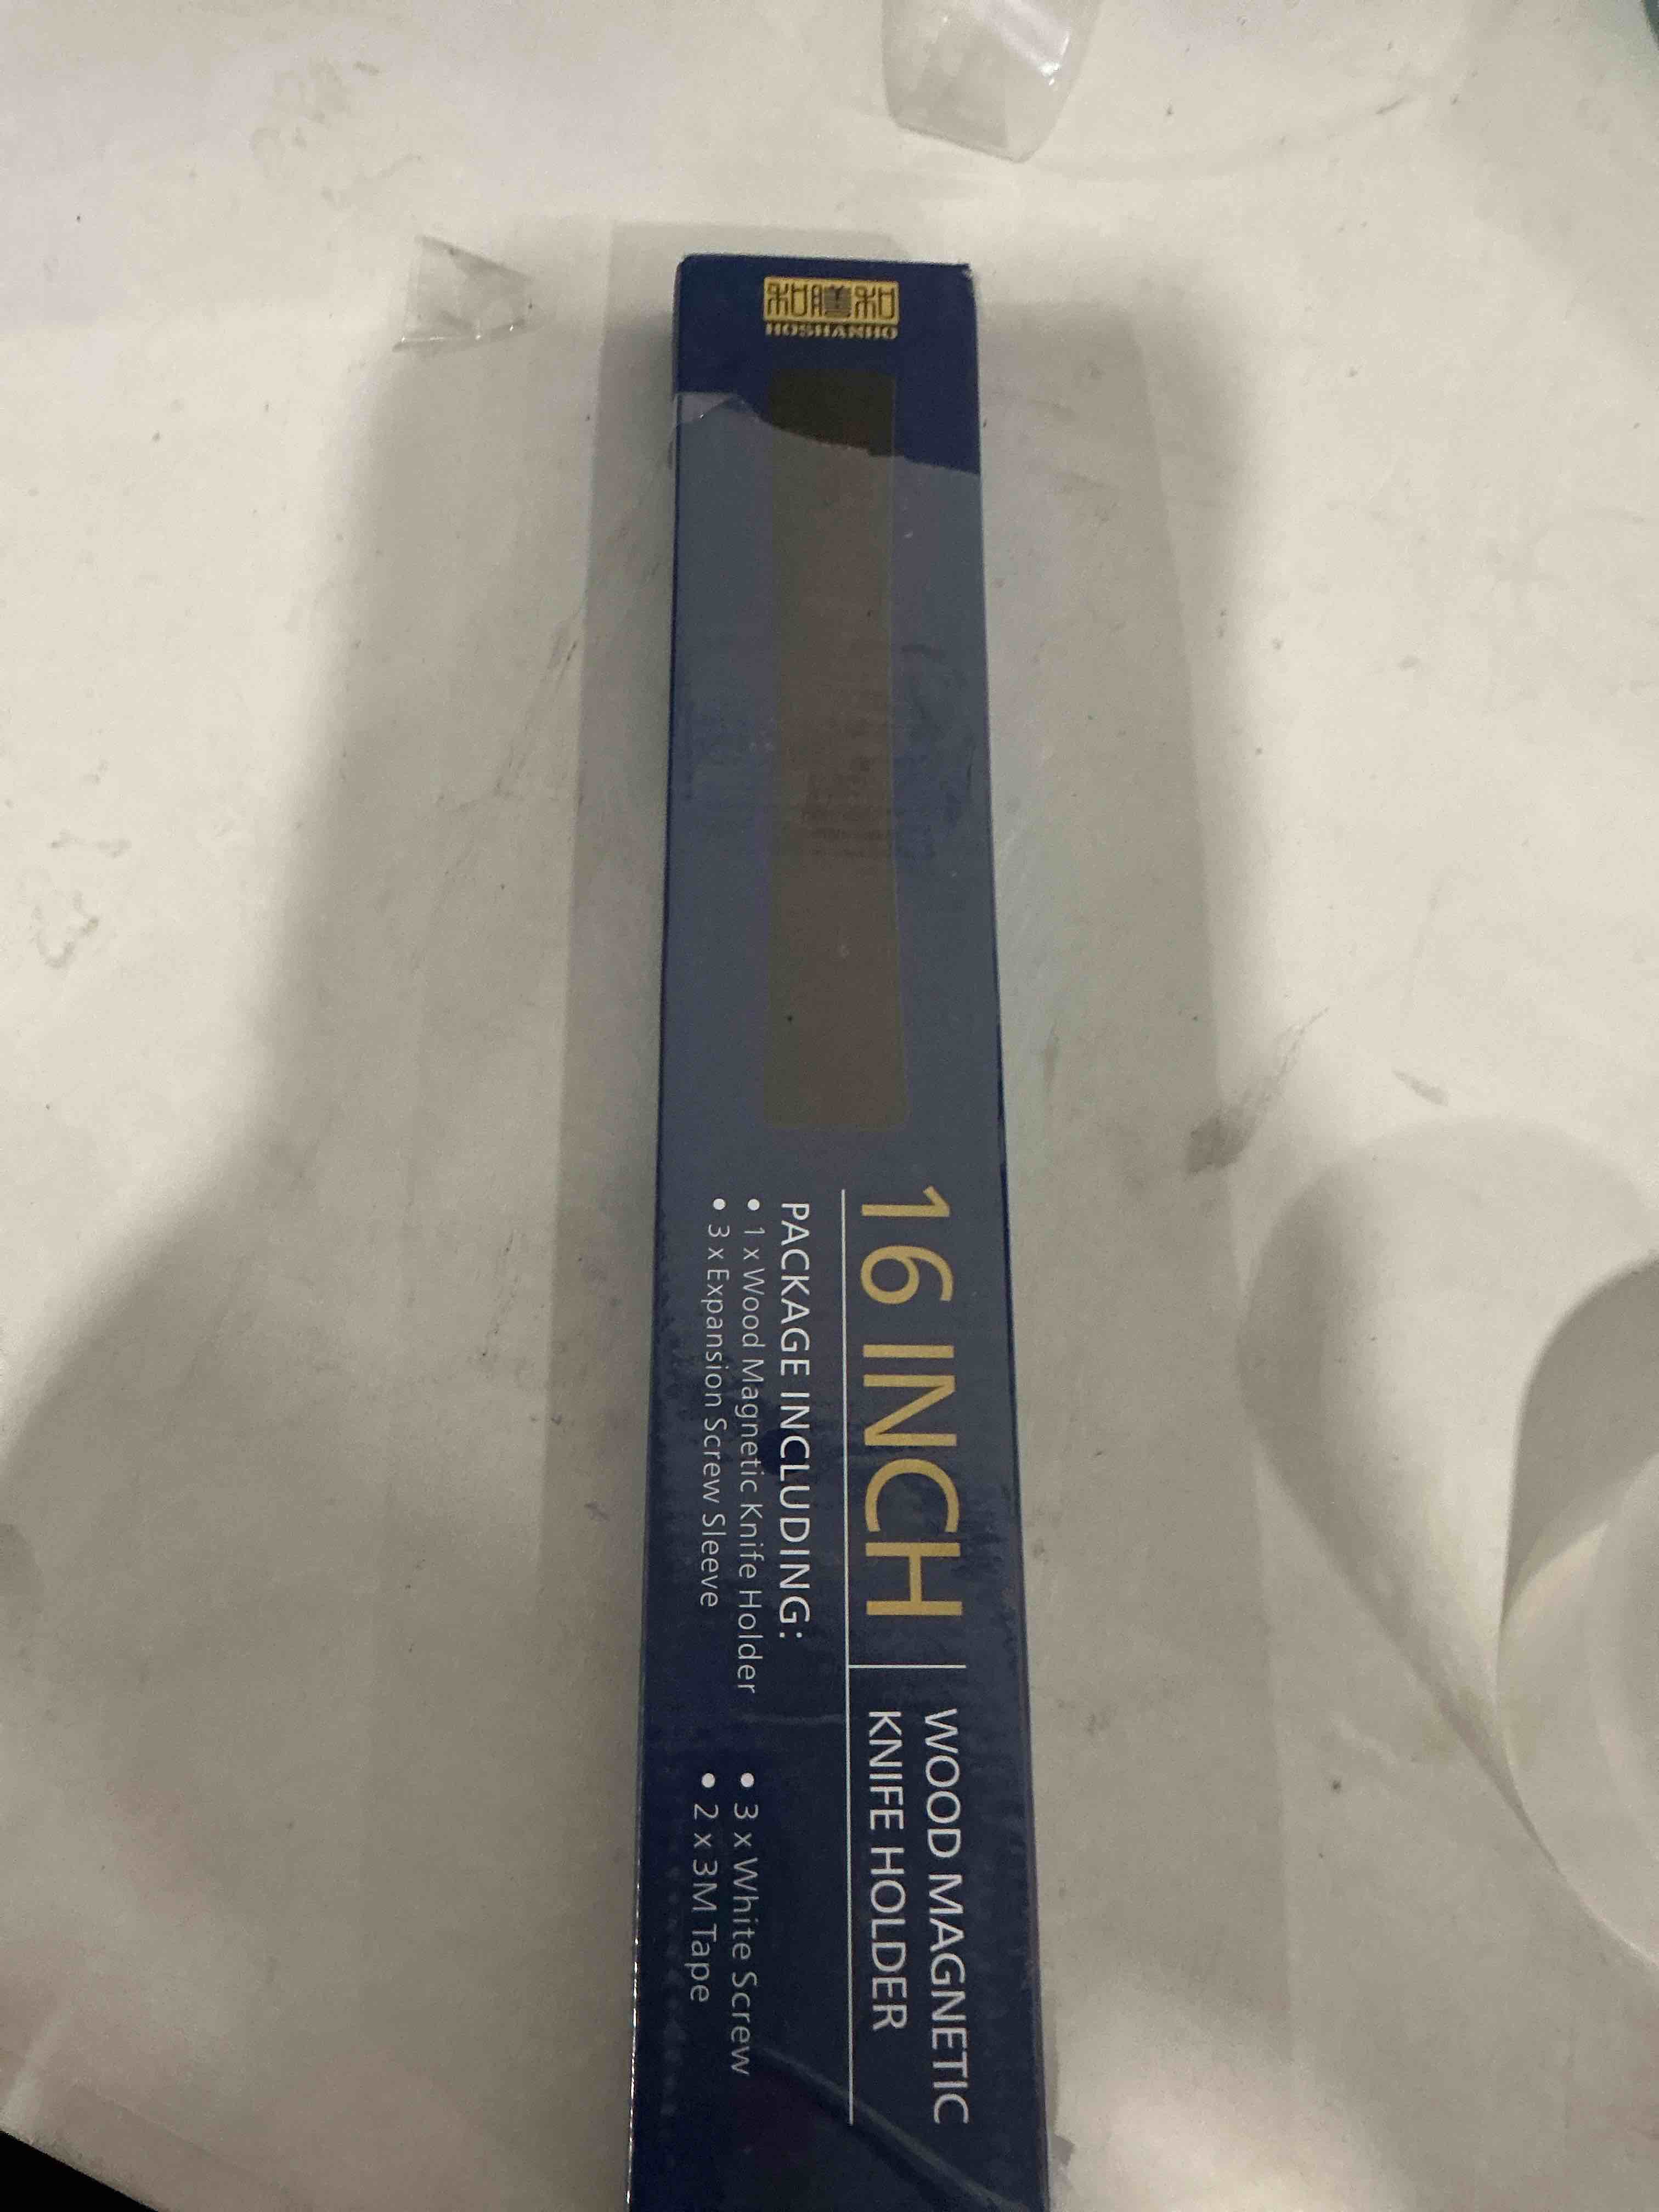 HOSHANHO
16 INCH
WOOD MAGNETIC
KNIFE HOLDER
PACKAGE INCLUDING:
• 1 x Wood Magnetic Knife Holder
• 3 x Expansion Screw Sleeve
• 3 x White Screw
• 2 x 3M Tape